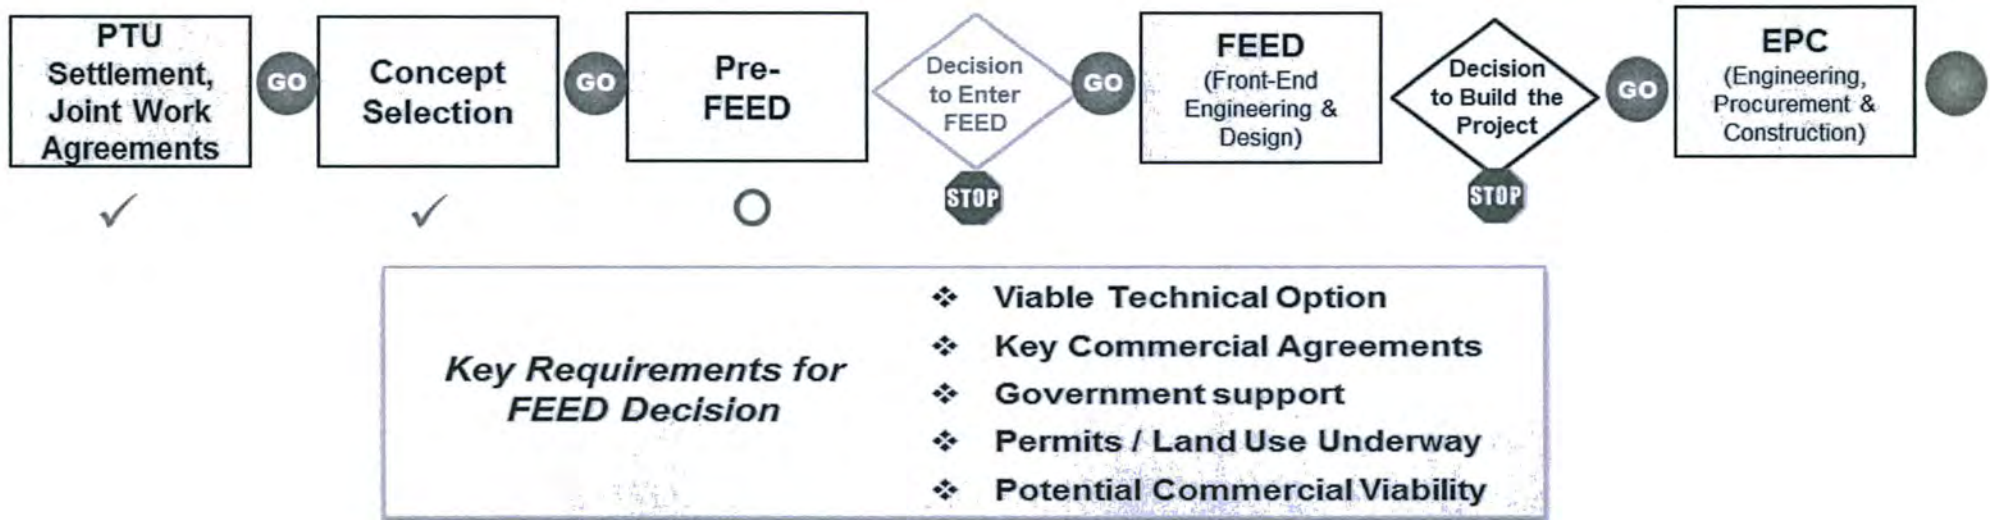 PTU
Settlement,
Joint Work
Agreements
GO
Concept
Selection
GO
Pre-
FEED
Decision
to Enter
FEED
STOP
GO
FEED
(Front-End
Engineering &
Design)
Decision
to Build the
Project
STOP
GO
EPC
(Engineering,
Procurement &
Construction)
Key Requirements for
FEED Decision
❖ Viable Technical Option
❖ Key Commercial Agreements
❖ Government support
❖ Permits / Land Use Underway
❖ Potential Commercial Viability